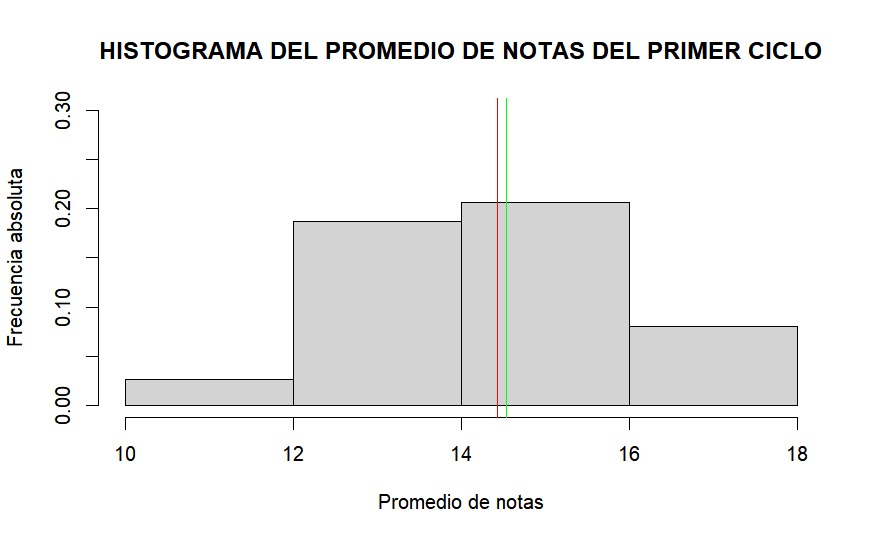 HISTOGRAMA DEL PROMEDIO DE NOTAS DEL PRIMER CICLO
Frecuencia absoluta
0.30
0.20
0.10
0.00
10 12 14 16 18
Promedio de notas